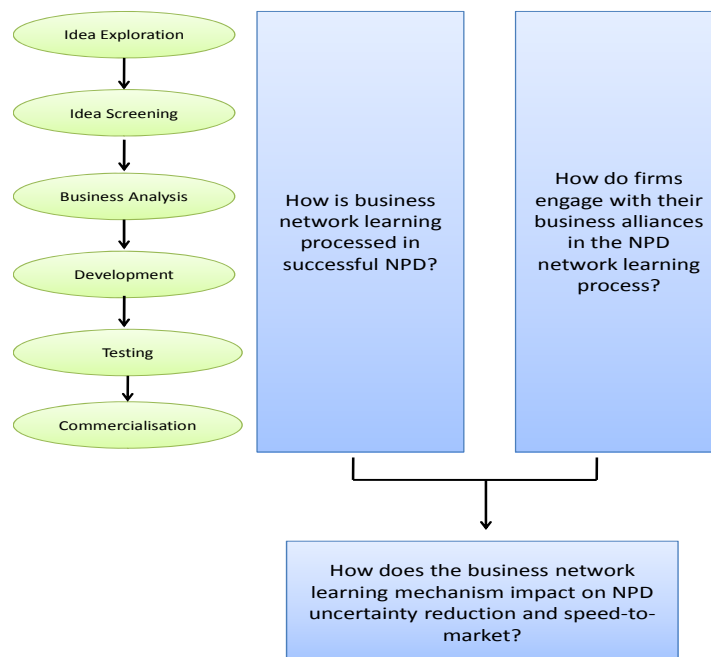 Idea Exploration
Idea Screening
Business Analysis
Development
Testing
Commercialisation
How is business
network learning
processed in
successful NPD?
How do firms
engage with their
business alliances
in the NPD
network learning
process?
How does the business network
learning mechanism impact on NPD
uncertainty reduction and speed-to-
market?